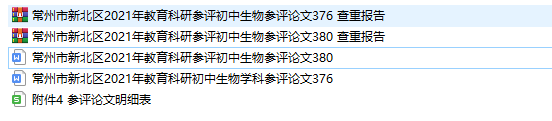 常州市新北区2021年教育科研参评初中生物参评论文376 查重报告
常州市新北区2021年教育科研参评初中生物参评论文380 查重报告
常州市新北区2021年教育科研参评初中生物参评论文380
常州市新北区2021年教育科研初中生物学科参评论文376
附件4 参评论文明细表